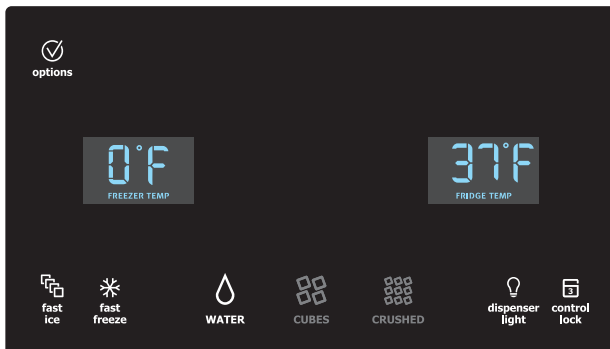 options
0°F
FREEZER TEMP
37°F
FRIDGE TEMP
fast
ice
fast
freeze
WATER
CUBES
CRUSHED
dispenser
light
3
control
lock